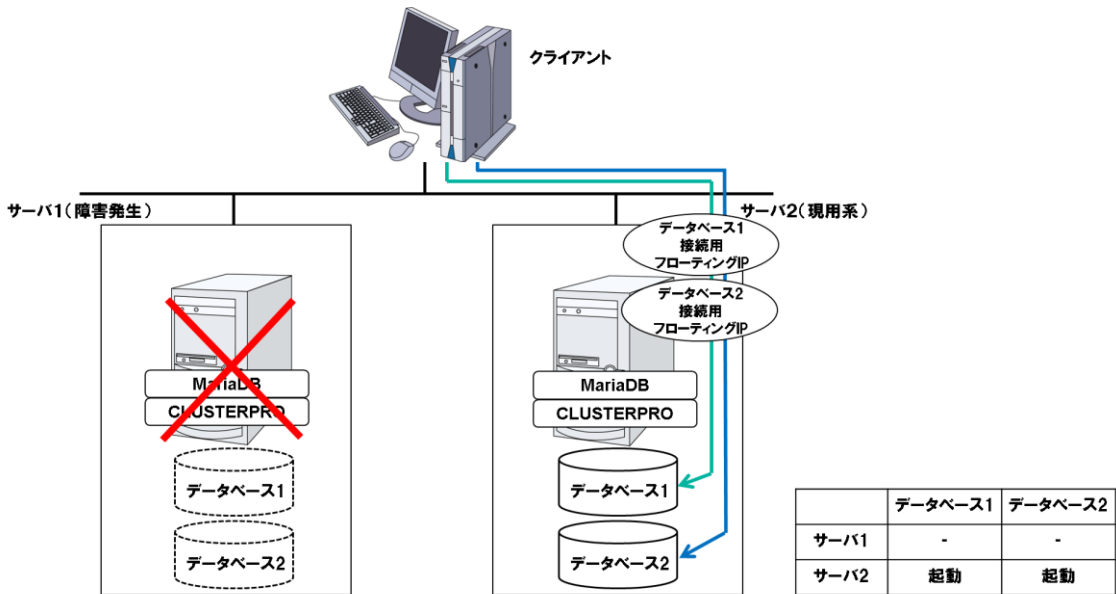 クライアント
サーバ1(障害発生)
サーバ2(現用系)
データベース1
接続用
フローティングIP
データベース2
接続用
フローティングIP
MariaDB
CLUSTERPRO
データベース1
データベース2
MariaDB
CLUSTERPRO
データベース1
データベース2
データベース1 データベース2
サーバ1 - -
サーバ2 起動 起動